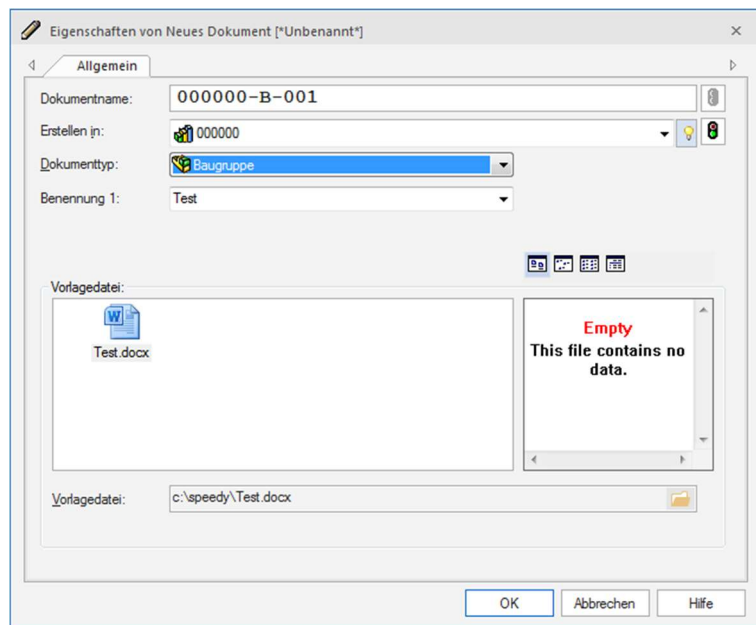 Eigenschaften von Neues Dokument [*Unbenannt*]
Allgemein
Dokumentname: 000000-B-001
Erstellen in: 000000
Dokumenttyp: Baugruppe
Benennung 1: Test
Vorlagedatei:
W
Test.docx
Empty
This file contains no
data.
Vorlagedatei: c:\speedy\Test.docx
OK Abbrechen Hilfe